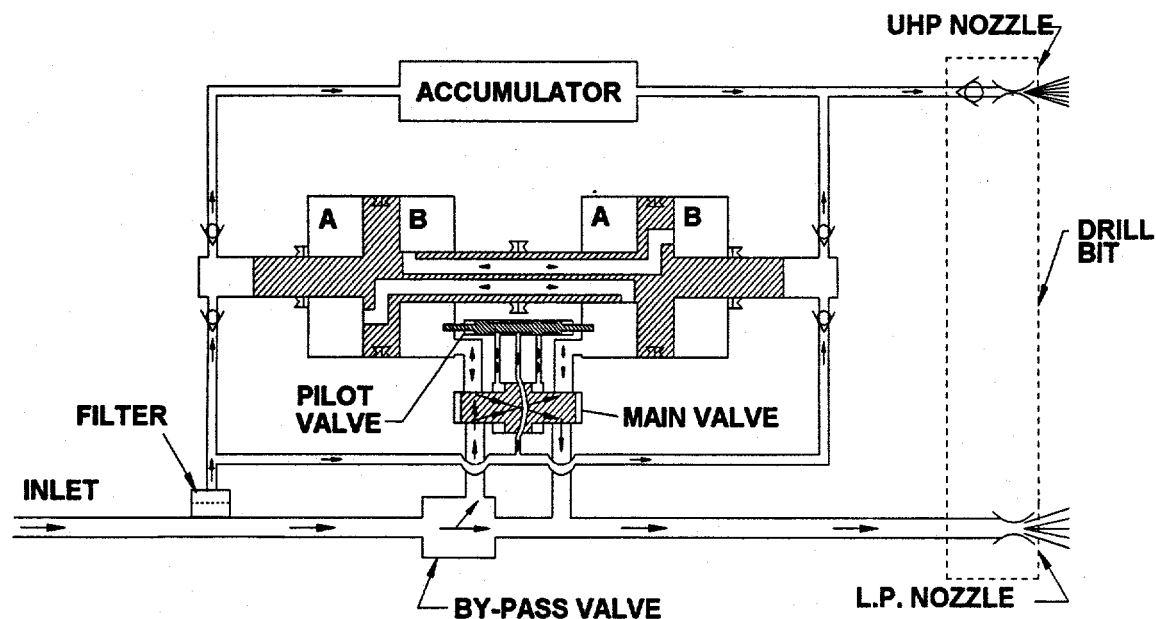 UHP NOZZLE
ACCUMULATOR
A B A B
DRILL
BIT
PILOT
VALVE
MAIN VALVE
FILTER
INLET
BY-PASS VALVE
L.P. NOZZLE